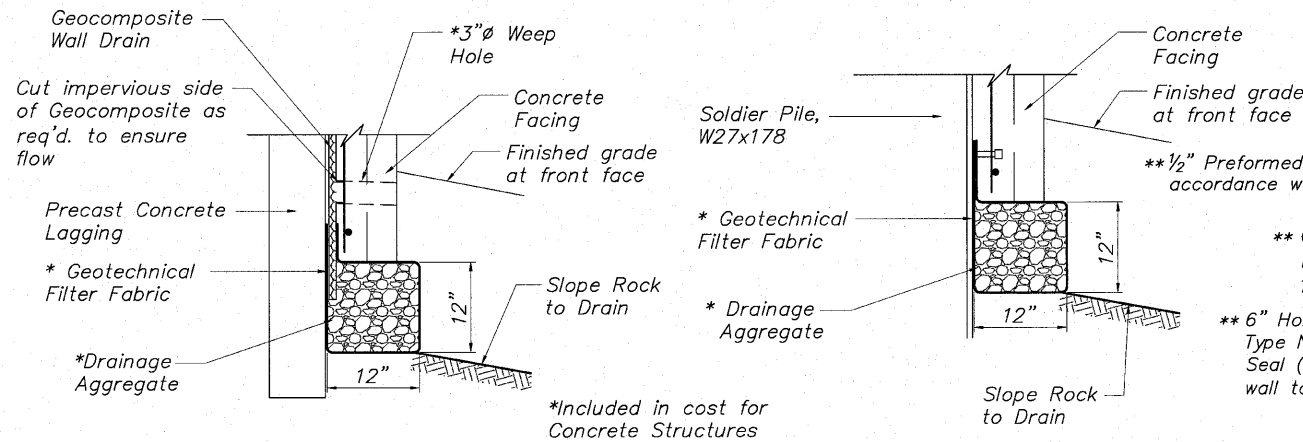 Geocomposite
Wall Drain
*3"ø Weep
Hole
Cut impervious side
of Geocomposite as
req'd. to ensure
flow
Concrete
Facing
Finished grade
at front face
Precast Concrete
Lagging
* Geotechnical
Filter Fabric
Slope Rock
to Drain
12"
*Drainage
Aggregate
12"
*Included in cost for
Concrete Structures
Concrete
Facing
Soldier Pile,
W27x178
Finished grade
at front face
**½" Preformed
accordance w
* Geotechnical
Filter Fabric
12"
**
* Drainage
Aggregate
12"
** 6" Ho
Type N
Seal (
wall to
Slope Rock
to Drain